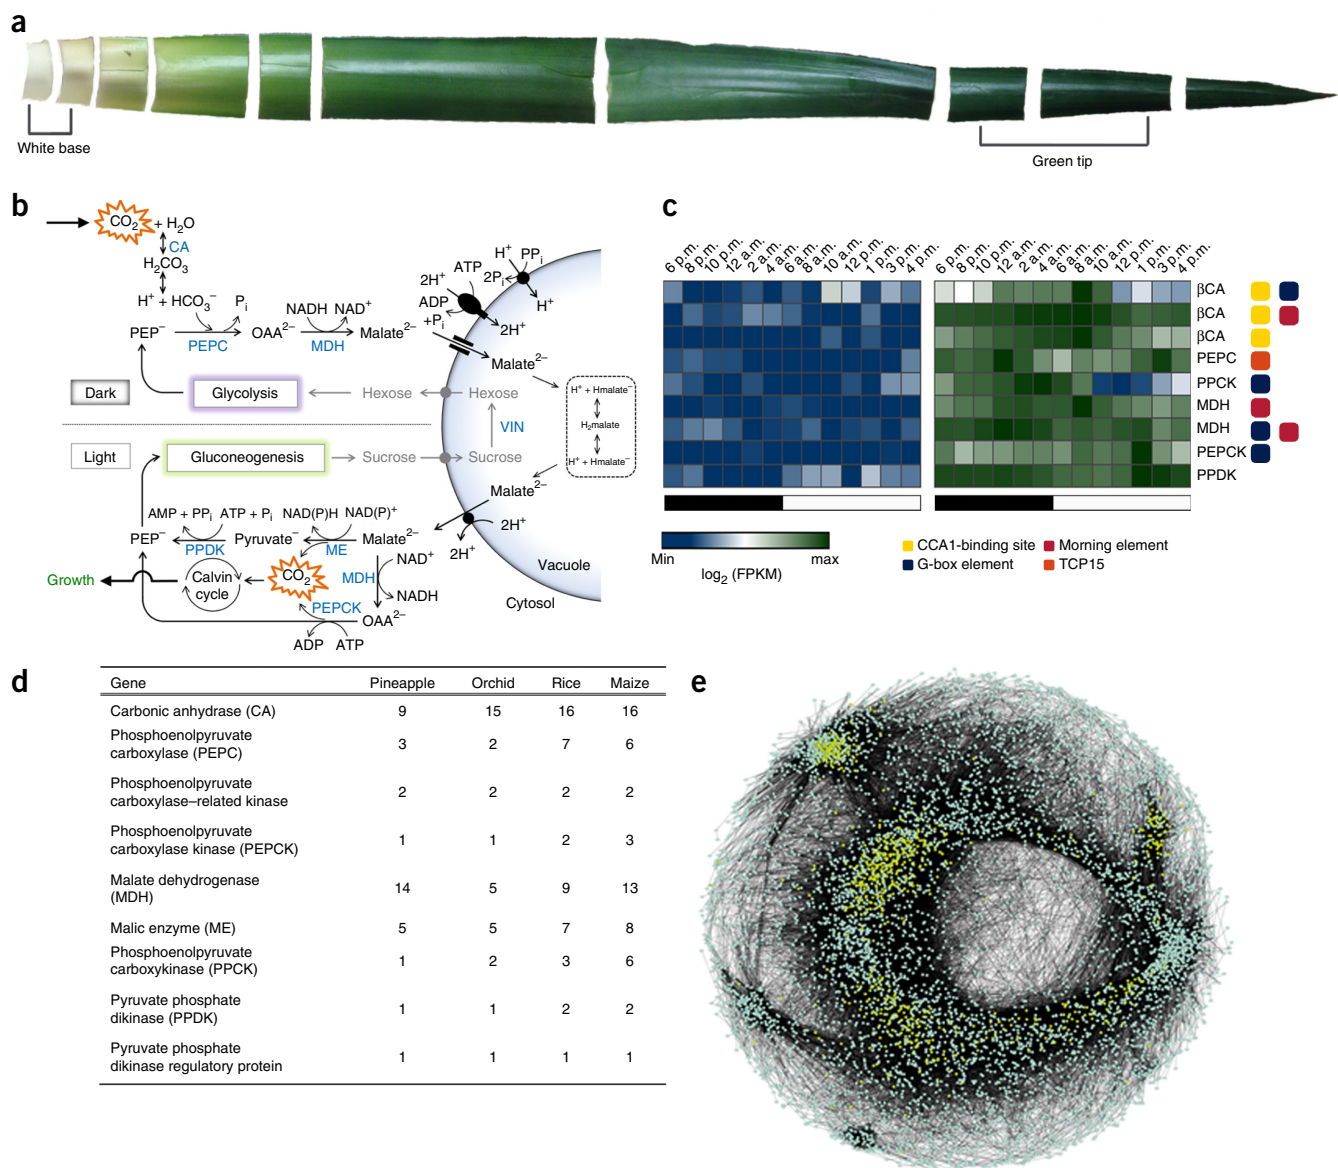 a
White base
Green tip
b
CO2 + H2O
CA
H2CO3
H+ + HCO3− Pi
NADH NAD+
PEP− OAA2− Malate2−
PEPC MDH
ATP
2H+
ADP
+Pi
H+ PPi
2Pi
H+
2H+
Malate2−
Dark
Glycolysis
Hexose
Hexose
VIN
H+ + Hmalate−
H2malate
H+ + Hmalate−
Light
Gluconeogenesis
Sucrose
Sucrose
Malate2−
AMP + PPi ATP + Pi NAD(P)H NAD(P)+
2H+
2H+
PEP− Pyruvate− Malate2−
PPDK ME
NAD+
MDH
NADH
Growth
Calvin
cycle
CO2
PEPCK
OAA2−
ADP ATP
Vacuole
Cytosol
c
6 p.m. 8 p.m. 10 p.m. 12 a.m. 2 a.m. 4 a.m. 6 a.m. 8 a.m. 10 a.m. 12 p.m. 1 p.m. 3 p.m. 4 p.m.
6 p.m. 8 p.m. 10 p.m. 12 a.m. 2 a.m. 4 a.m. 6 a.m. 8 a.m. 10 a.m. 12 p.m. 1 p.m. 3 p.m. 4 p.m.
βCA
βCA
βCA
PEPC
PPCK
MDH
MDH
PEPCK
PPDK
Min max
log2 (FPKM)
CCA1-binding site Morning element
G-box element TCP15
d
Gene Pineapple Orchid Rice Maize
Carbonic anhydrase (CA) 9 15 16 16
Phosphoenolpyruvate
carboxylase (PEPC) 3 2 7 6
Phosphoenolpyruvate
carboxylase–related kinase 2 2 2 2
Phosphoenolpyruvate
carboxylase kinase (PEPCK) 1 1 2 3
Malate dehydrogenase
(MDH) 14 5 9 13
Malic enzyme (ME) 5 5 7 8
Phosphoenolpyruvate
carboxykinase (PPCK) 1 2 3 6
Pyruvate phosphate
dikinase (PPDK) 1 1 2 2
Pyruvate phosphate
dikinase regulatory protein 1 1 1 1
e